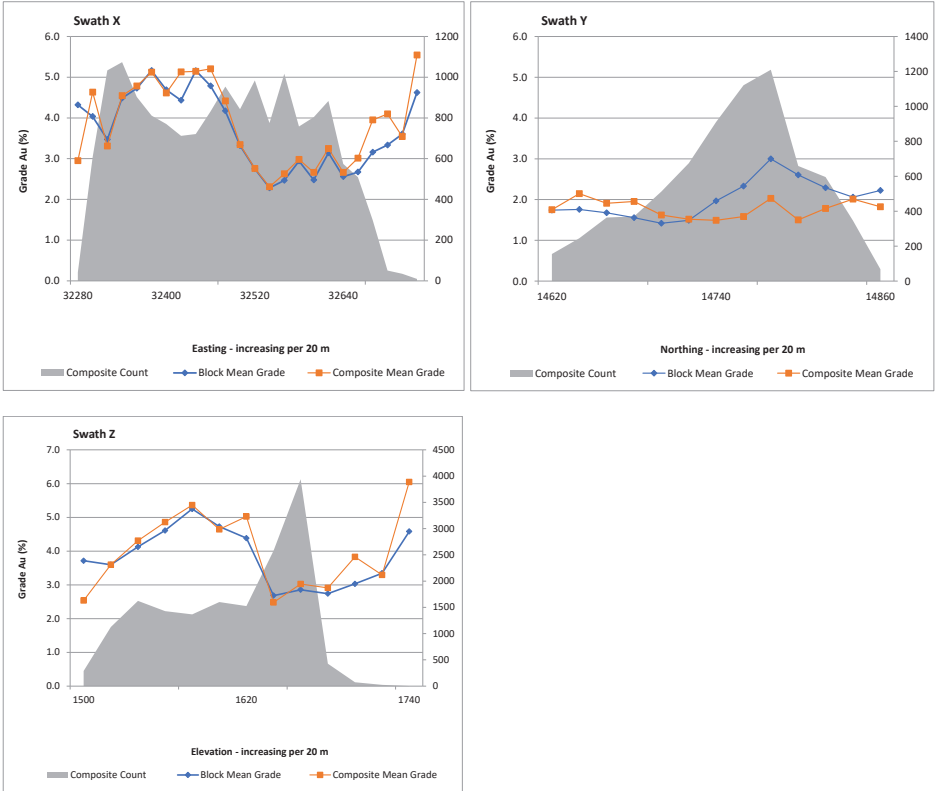 Swath X
6.0 1200
5.0 1000
4.0 800
3.0 600
2.0 400
1.0 200
0.0 0
Grade Au (%)
32280 32400 32520 32640
Easting - increasing per 20 m
Composite Count Block Mean Grade Composite Mean Grade
Swath Y
6.0 1400
5.0 1200
4.0 1000
3.0 800
2.0 600
1.0 400
0.0 200
0
Grade Au (%)
14620 14740 14860
Northing - increasing per 20 m
Composite Count Block Mean Grade Composite Mean Grade
Swath Z
7.0 4500
6.0 4000
5.0 3500
4.0 3000
3.0 2500
2.0 2000
1.0 1500
0.0 1000
500
0
Grade Au (%)
1500 1620 1740
Elevation - increasing per 20 m
Composite Count Block Mean Grade Composite Mean Grade